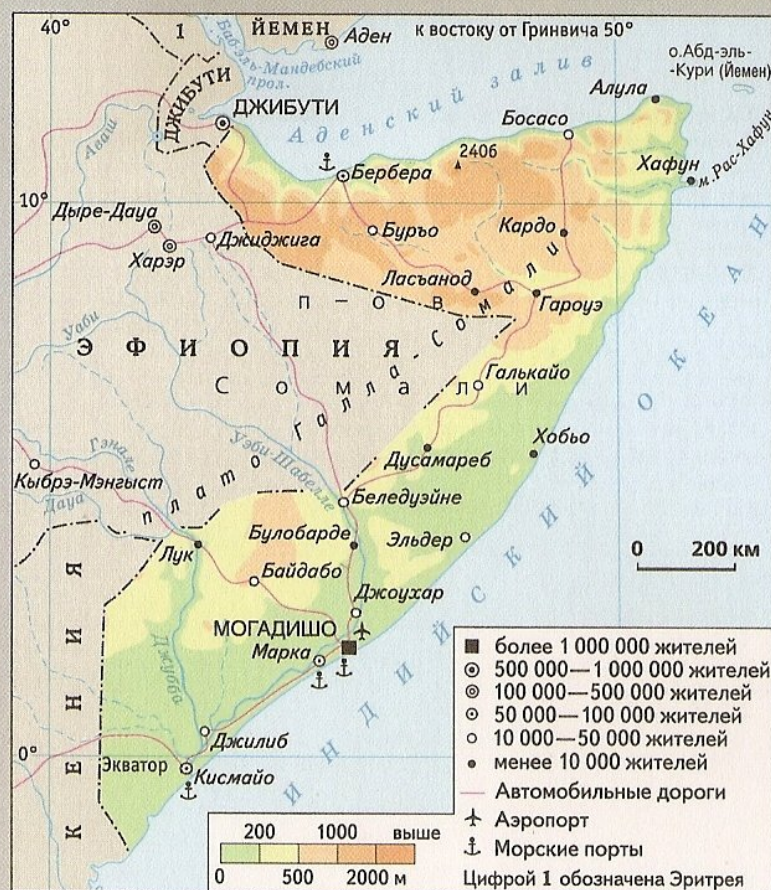 40°
1
ЙЕМЕН
Аден
к востоку от Гринвича 50°
Баб-эль-Мандебский
прол.
о.Абд-эль-
-Кури (Йемен)
ДЖИБУТИ
ДЖИБУТИ
Аденский залив
Алула
Босасо
Аваш
2406
Бербера
Хафун
м.Рас-Хафун
10°
Дыре-Дауа
Харэр
Джиджига
Буръо
Кардо
Ласъанод
Гароуэ
п-ов
Сомали
Уаби
ЭФИОПИЯ
плато Галла-Сомали
Галькайо
Уэби-Шабелле
Гэнале
Хобьо
Дусамареб
Кыбрэ-Мэнгыст
Дауа
Беледуэйне
Булобарде
Эльдер
Лук
Байдабо
0 200 км
Джоухар
МОГАДИШО
Марка
КЕНИЯ
Джубба
ИНДИЙСКИЙ ОКЕАН
Джилиб
0°
Экватор
Кисмайо
более 1 000 000 жителей
500 000—1 000 000 жителей
100 000—500 000 жителей
50 000—100 000 жителей
10 000—50 000 жителей
менее 10 000 жителей
Автомобильные дороги
Аэропорт
Морские порты
Цифрой 1 обозначена Эритрея
200 1000 выше
0 500 2000 м